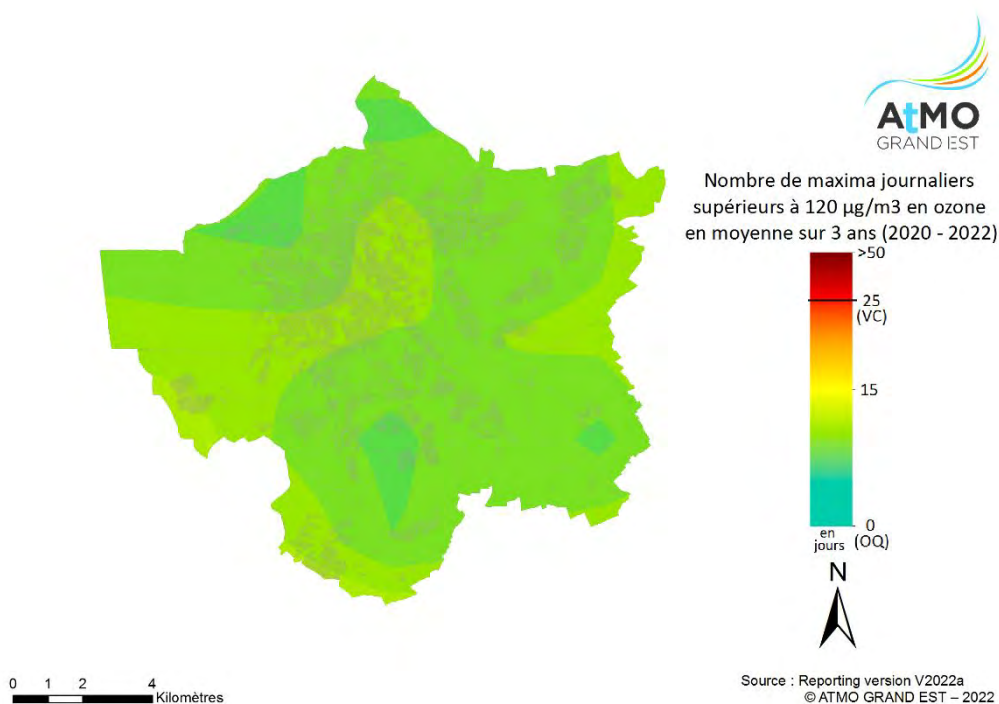 AtMO
GRAND EST
Nombre de maxima journaliers
supérieurs à 120 µg/m3 en ozone
en moyenne sur 3 ans (2020 - 2022)
>50
25
(VC)
15
0
(OQ)
en
jours
N
0 1 2 4
Kilomètres
Source : Reporting version V2022a
© ATMO GRAND EST – 2022